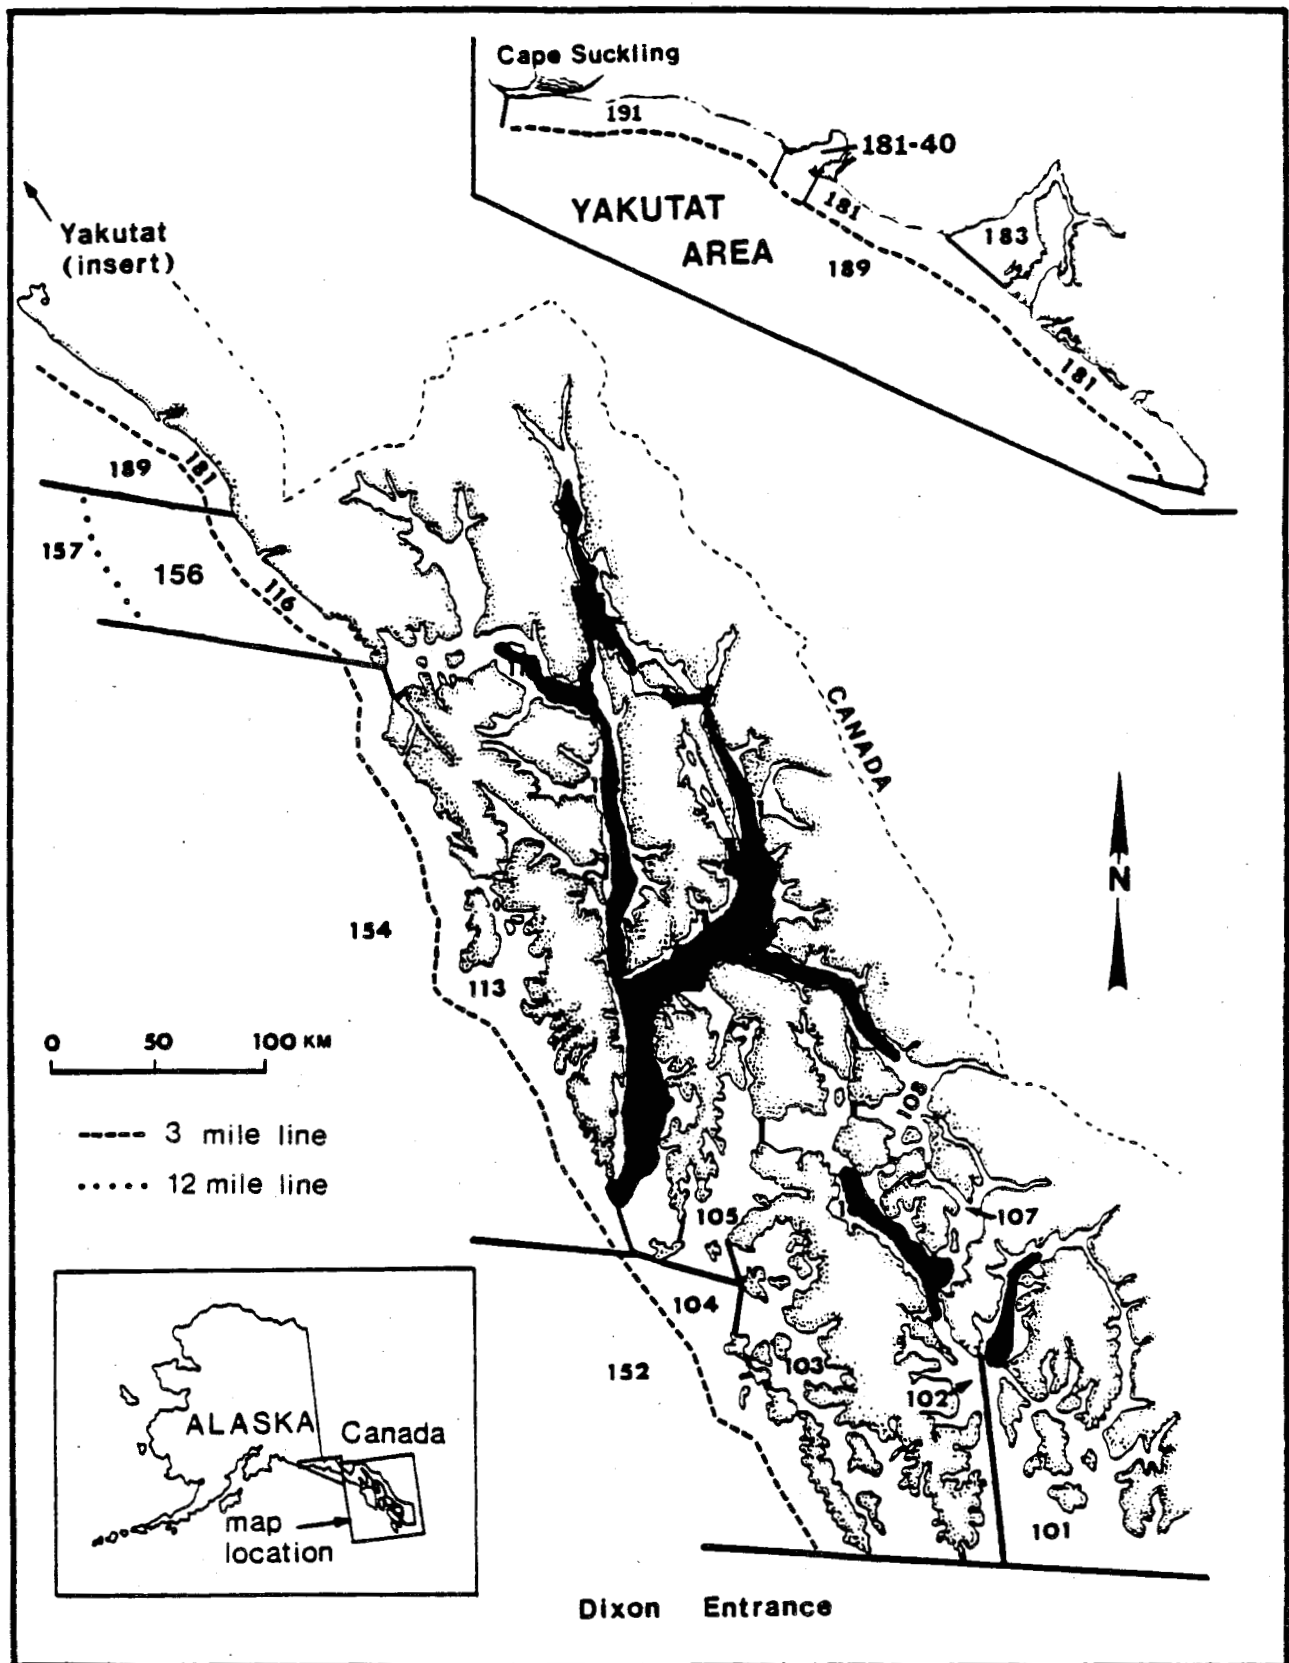 Cape Suckling
191
181-40
YAKUTAT
AREA
181
183
189
181
Yakutat
(insert)
189
181
157
156
116
CANADA
N
154
113
0 50 100 KM
3 mile line
12 mile line
108
105
107
104
103
152
102
101
ALASKA
Canada
map
location
Dixon Entrance